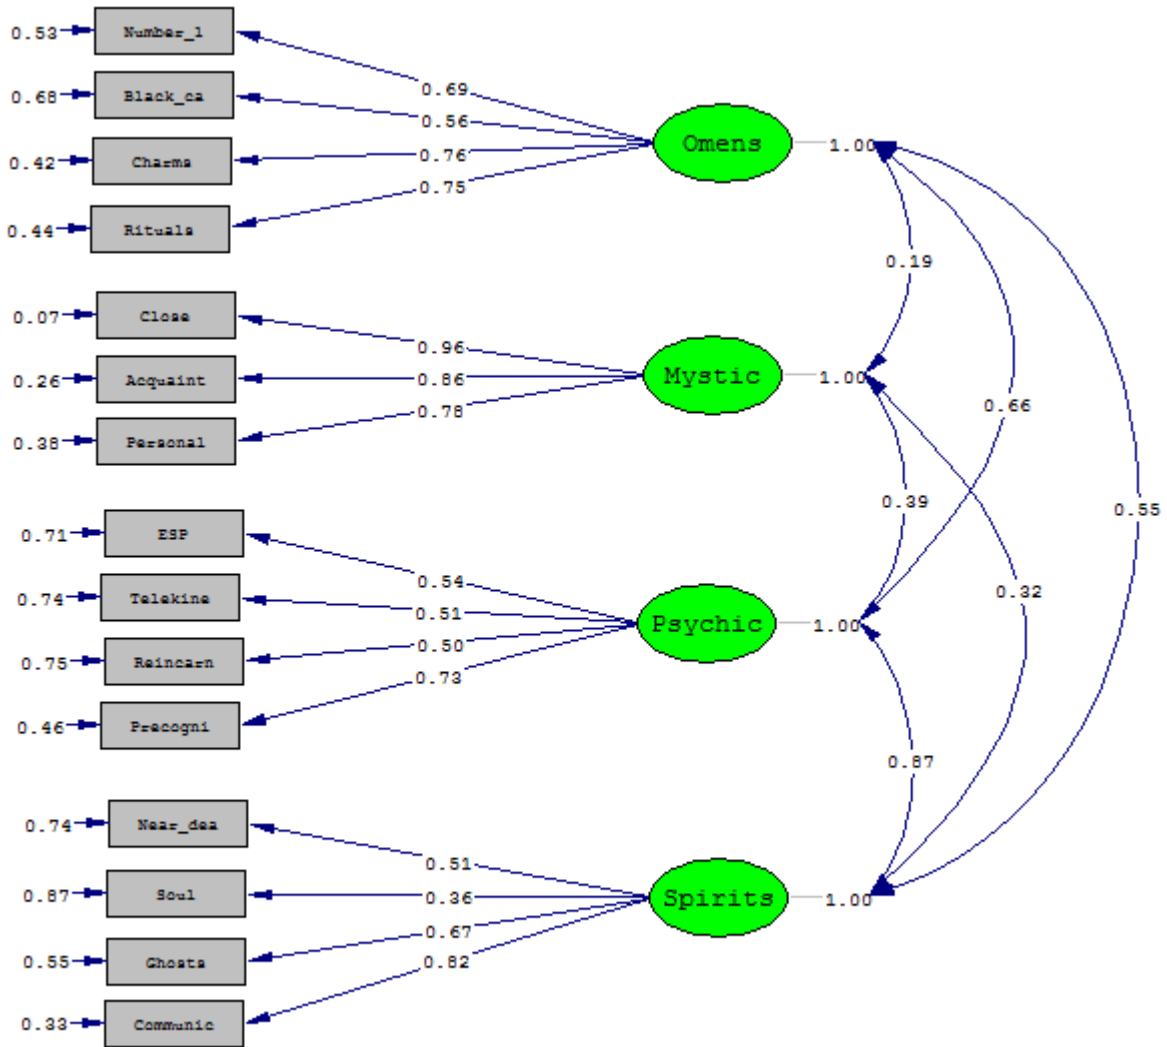 0.53 Number_1 0.69
0.68 Black_ca 0.56
0.42 Charms 0.76
0.44 Rituals 0.75
Omens 1.00
0.19
0.07 Close 0.96
0.26 Acquaint 0.86
0.38 Personal 0.78
Mystic 1.00
0.66
0.39
0.55
0.32
0.71 ESP 0.54
0.74 Telekine 0.51
0.75 Reincarn 0.50
0.46 Precogni 0.73
Psychic 1.00
0.87
0.74 Near_dea 0.51
0.87 Soul 0.36
0.55 Ghosts 0.67
0.33 Communic 0.82
Spirits 1.00